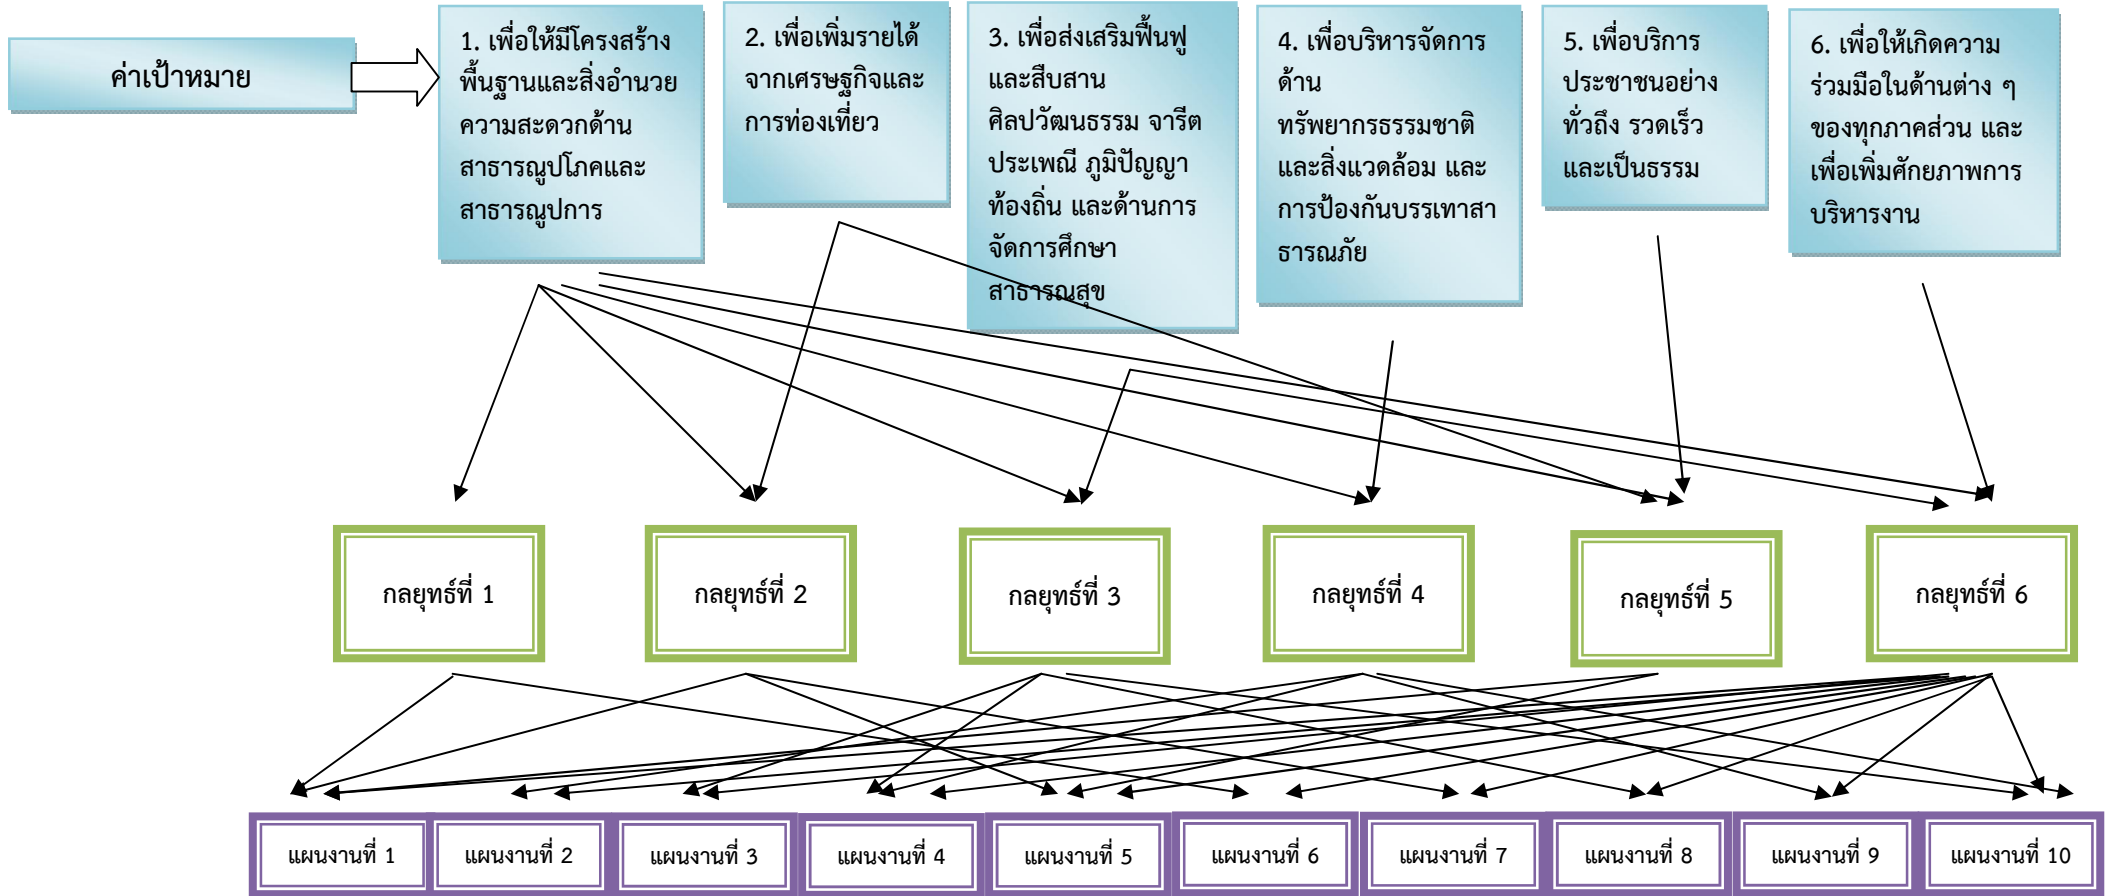 ค่าเป้าหมาย
1. เพื่อให้มีโครงสร้าง
พื้นฐานและสิ่งอำนวย
ความสะดวกด้าน
สาธารณูปโภคและ
สาธารณูปการ
2. เพื่อเพิ่มรายได้
จากเศรษฐกิจและ
การท่องเที่ยว
3. เพื่อส่งเสริมฟื้นฟู
และสืบสาน
ศิลปวัฒนธรรม จารีต
ประเพณี ภูมิปัญญา
ท้องถิ่น และด้านการ
จัดการศึกษา
สาธารณสุข
4. เพื่อบริหารจัดการ
ด้าน
ทรัพยากรธรรมชาติ
และสิ่งแวดล้อม และ
การป้องกันบรรเทาสา
ธารณภัย
5. เพื่อบริการ
ประชาชนอย่าง
ทั่วถึง รวดเร็ว
และเป็นธรรม
6. เพื่อให้เกิดความ
ร่วมมือในด้านต่าง ๆ
ของทุกภาคส่วน และ
เพื่อเพิ่มศักยภาพการ
บริหารงาน
กลยุทธ์ที่ 1
กลยุทธ์ที่ 2
กลยุทธ์ที่ 3
กลยุทธ์ที่ 4
กลยุทธ์ที่ 5
กลยุทธ์ที่ 6
แผนงานที่ 1
แผนงานที่ 2
แผนงานที่ 3
แผนงานที่ 4
แผนงานที่ 5
แผนงานที่ 6
แผนงานที่ 7
แผนงานที่ 8
แผนงานที่ 9
แผนงานที่ 10